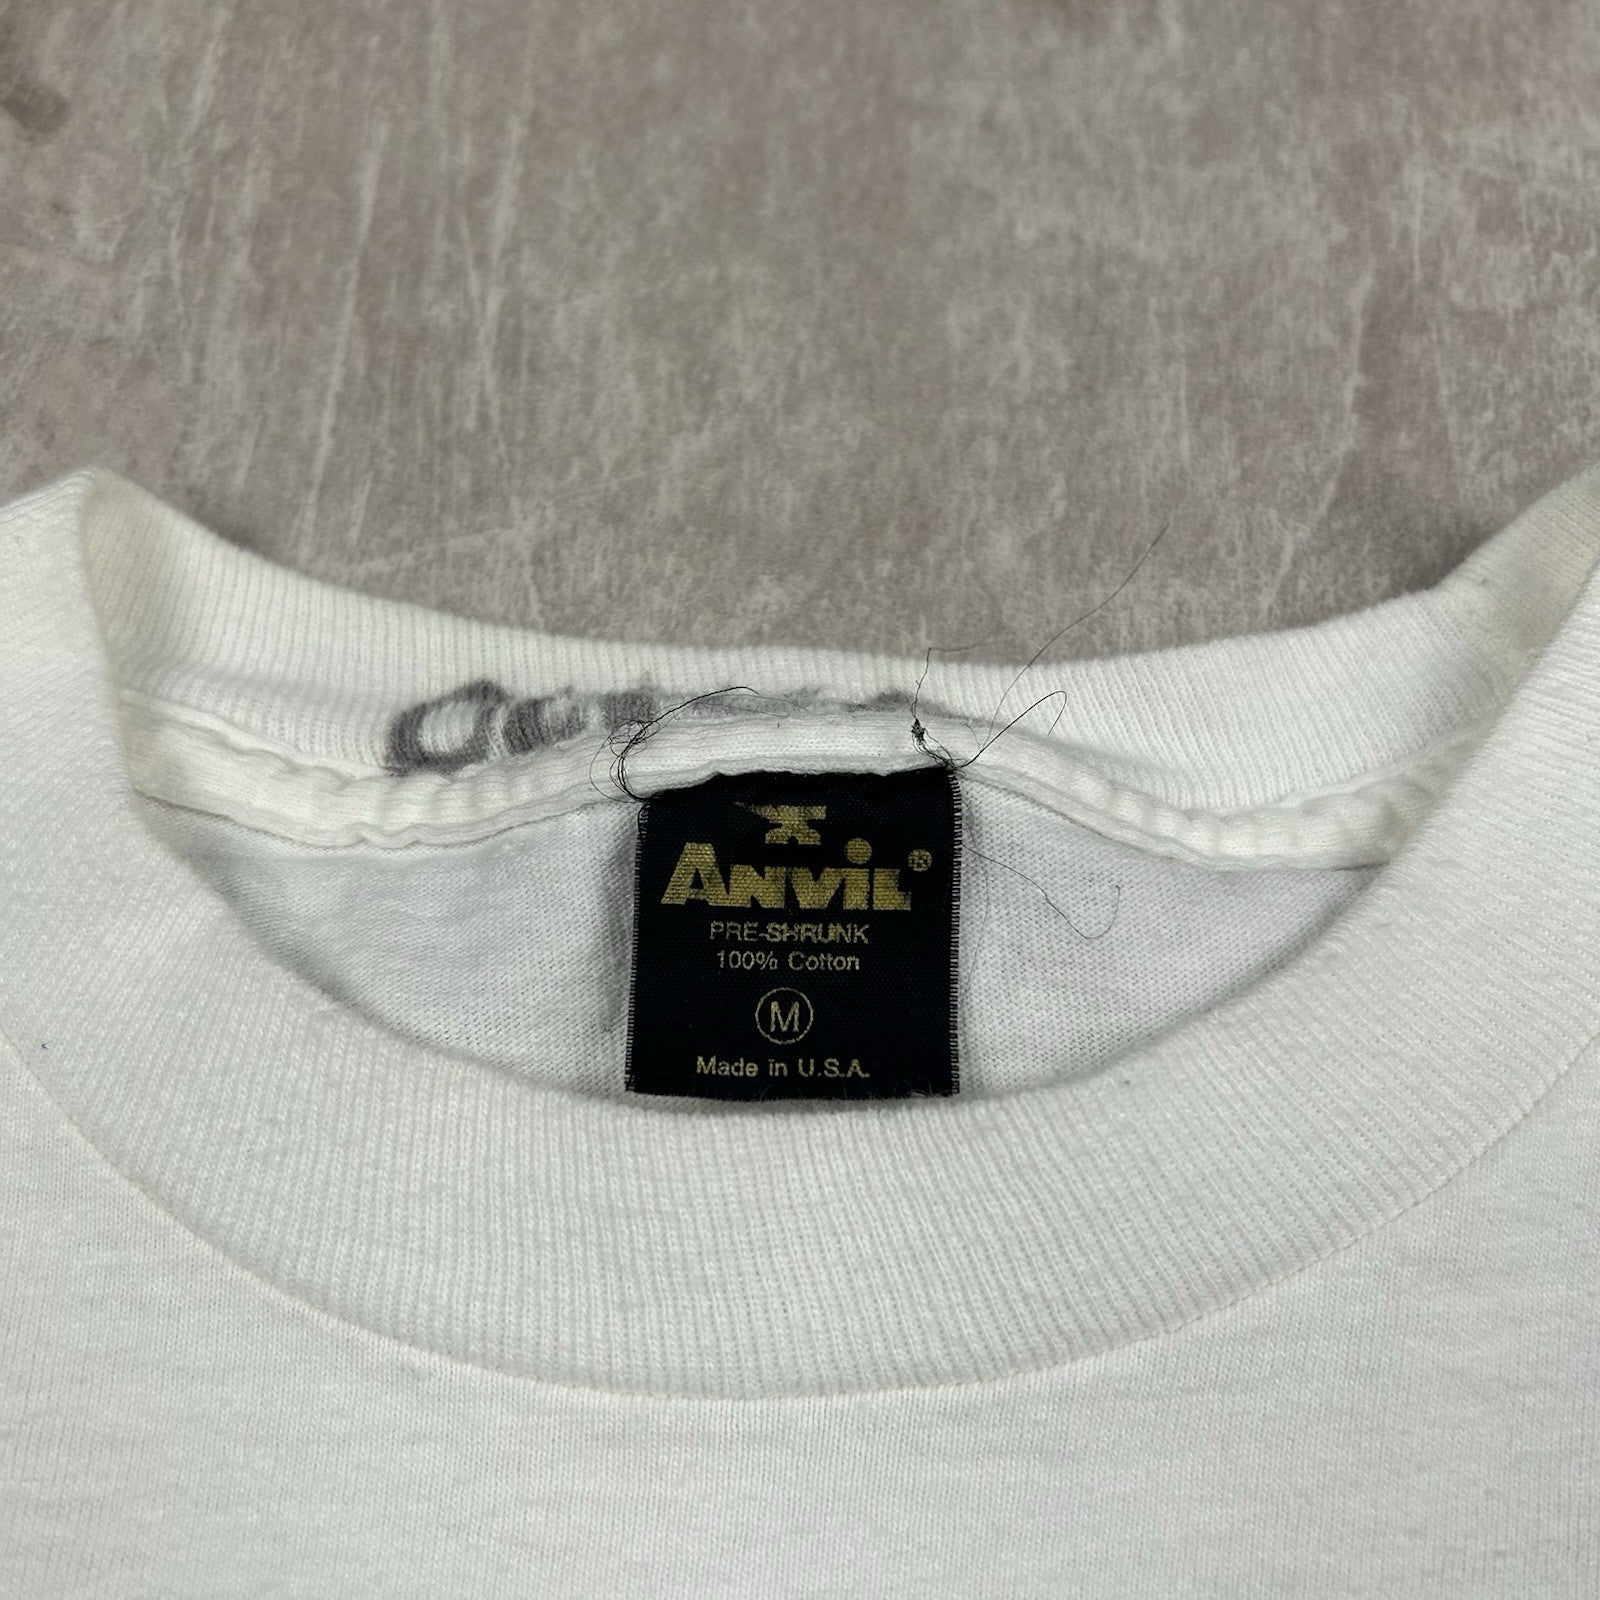 ANViL®
PRE-SHRUNK
100% Cotton
M
Made in U.S.A.